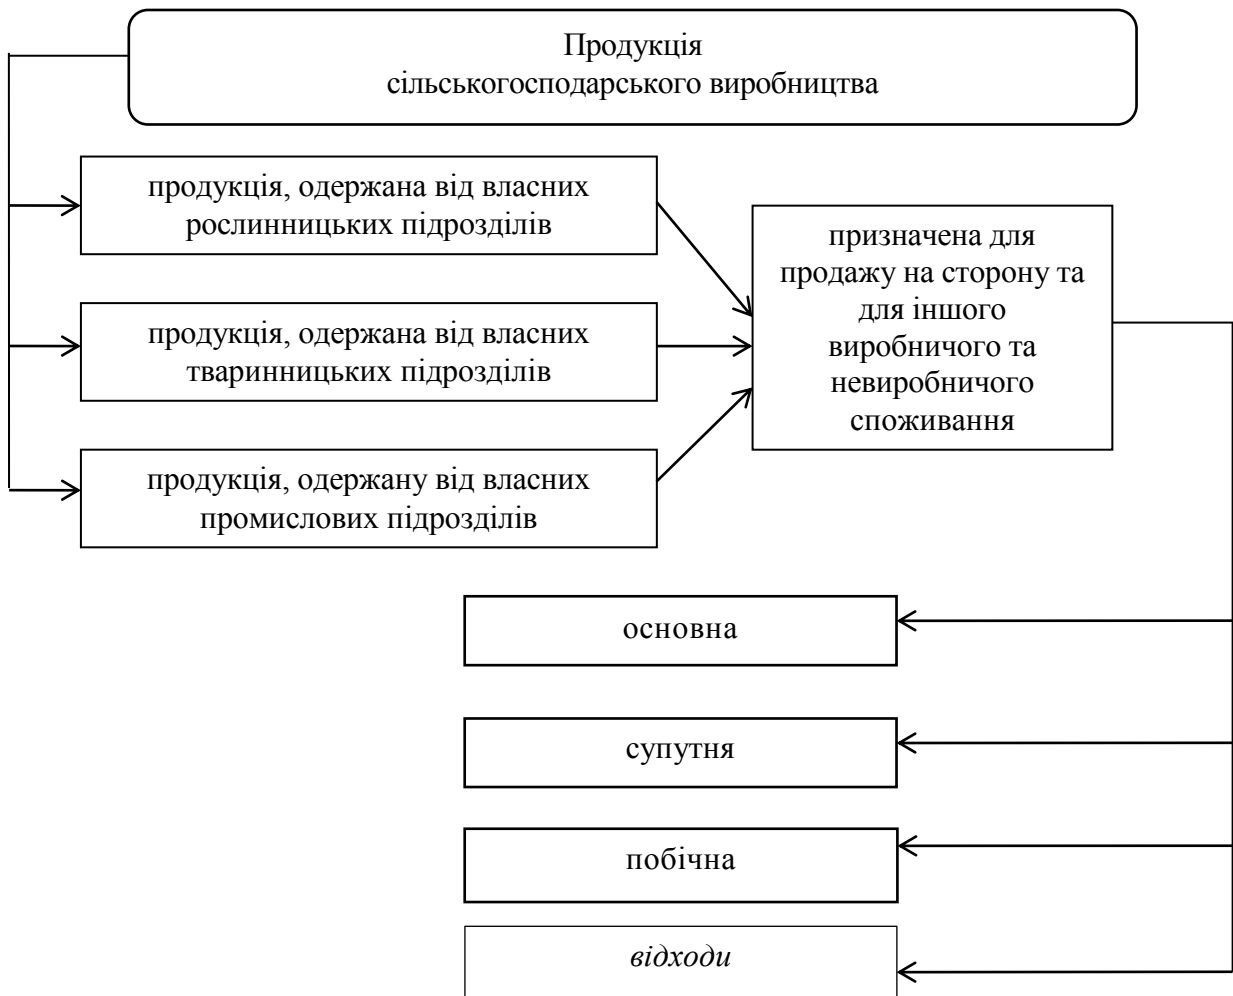 Продукція
сільськогосподарського виробництва
продукція, одержана від власних
рослинницьких підрозділів
продукція, одержана від власних
тваринницьких підрозділів
продукція, одержану від власних
промислових підрозділів
призначена для
продажу на сторону та
для іншого
виробничого та
невиробничого
споживання
основна
супутня
побічна
відходи